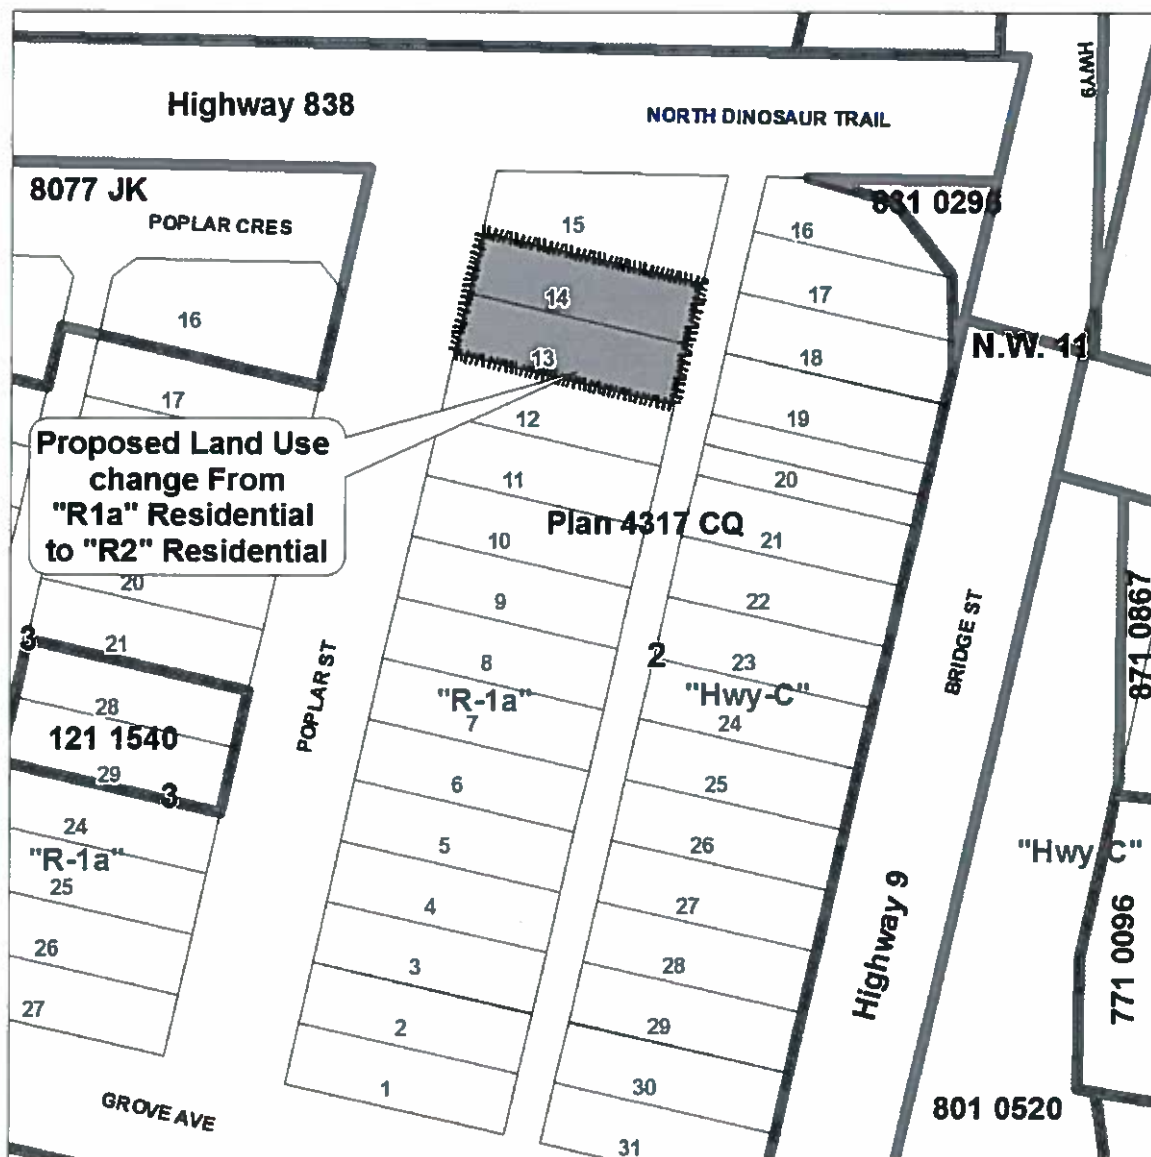 Highway 838
NORTH DINOSAUR TRAIL
HWY9
8077 JK
POPLAR CRES
831 0296
15
16
14
17
13
18
16
17
12
19
11
20
Proposed Land Use
change From
"R1a" Residential
to "R2" Residential
Plan 4317 CQ
N.W. 11
10
21
9
22
8
23
2
"R-1a"
"Hwy-C"
7
24
6
25
5
26
4
27
3
28
2
29
1
30
31
20
3
21
28
121 1540
29
3
24
"R-1a"
25
26
27
POPLAR ST
BRIDGE ST
Highway 9
871 0867
"Hwy C"
771 0096
801 0520
GROVE AVE